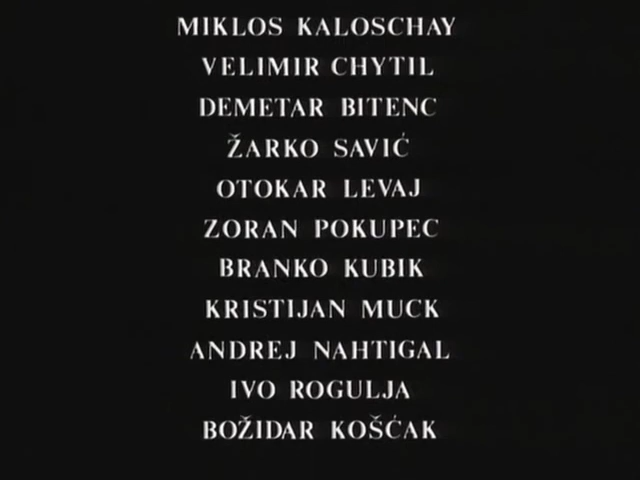 MIKLOS KALOSCHAY
VELIMIR CHYTIL
DEMETAR BITENC
ŽARKO SAVIĆ
OTOKAR LEVAJ
ZORAN POKUPEC
BRANKO KUBIK
KRISTIJAN MUCK
ANDREJ NAHTIGAL
IVO ROGULJA
BOŽIDAR KOŠĆAK